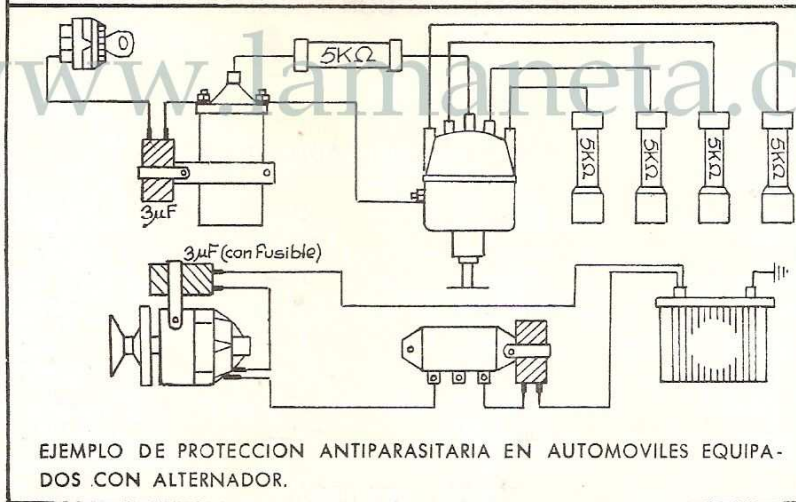 5KΩ
www.lamaneta.c
5KΩ
5KΩ
5KΩ
5KΩ
3µF
3µF (con Fusible)
EJEMPLO DE PROTECCION ANTIPARASITARIA EN AUTOMOVILES EQUIPA-
DOS CON ALTERNADOR.